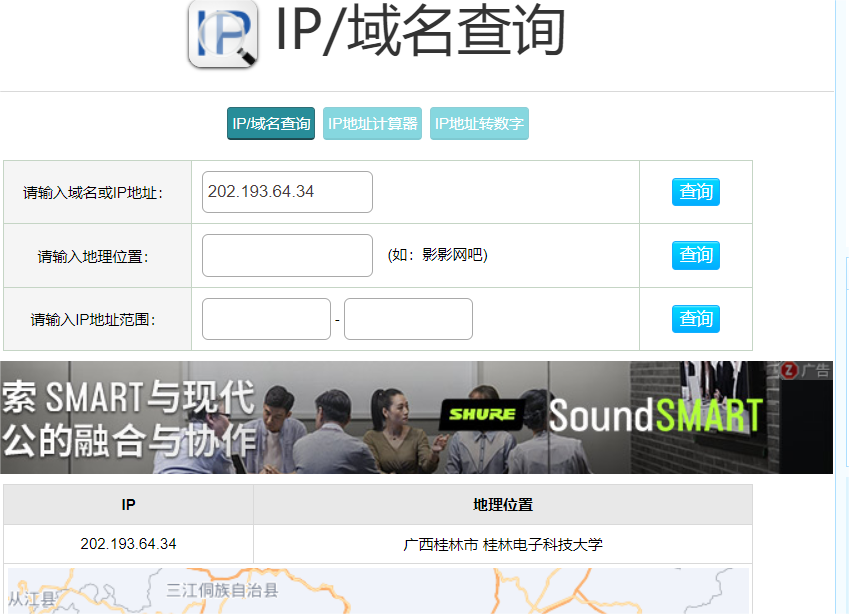 IP
IP/域名查询
IP/域名查询 IP地址计算器 IP地址转数字
请输入域名或IP地址: 202.193.64.34 查询
请输入地理位置: (如: 影影网吧) 查询
请输入IP地址范围: - 查询
Z 广告
索 SMART与现代
公的融合与协作
SHURE SoundSMART
IP 地理位置
202.193.64.34 广西桂林市 桂林电子科技大学
三江侗族自治县
从江县